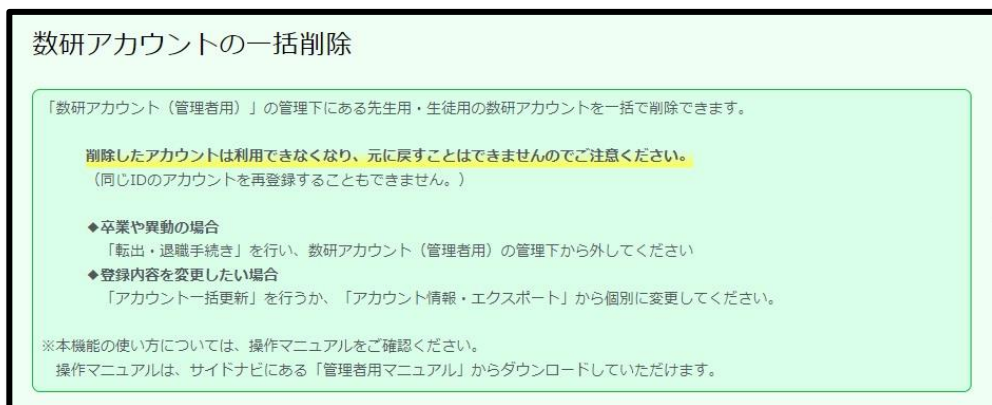 数研アカウントの一括削除
「数研アカウント（管理者用）」の管理下にある先生用・生徒用の数研アカウントを一括で削除できます。
削除したアカウントは利用できなくなり、元に戻すことはできませんのでご注意ください。
（同じIDのアカウントを再登録することもできません。）
◆卒業や異動の場合
「転出・退職手続き」を行い、数研アカウント（管理者用）の管理下から外してください
◆登録内容を変更したい場合
「アカウント一括更新」を行うか、「アカウント情報・エクスポート」から個別に変更してください。
※本機能の使い方については、操作マニュアルをご確認ください。
操作マニュアルは、サイドナビにある「管理者用マニュアル」からダウンロードしていただけます。